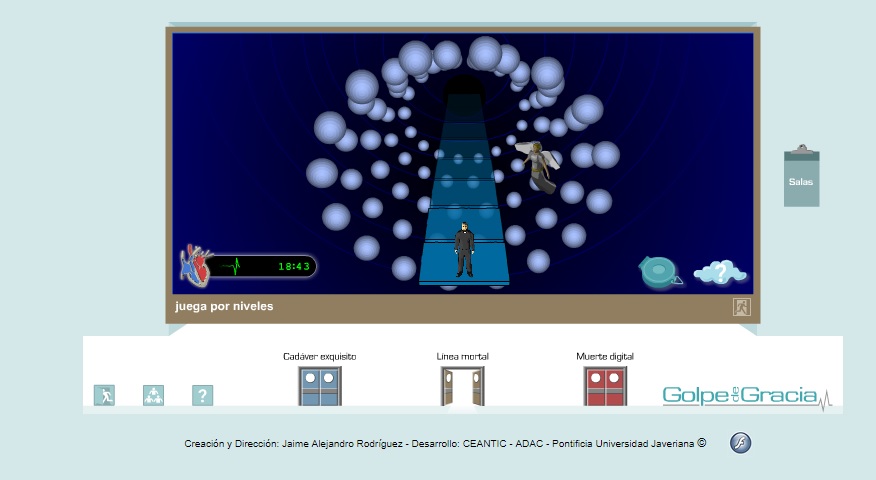 Salas
18:43
?
juega por niveles
Cadáver exquisito
Línea mortal
Muerte digital
?
Golpe de Gracia
Creación y Dirección: Jaime Alejandro Rodríguez - Desarrollo: CEANTIC - ADAC - Pontificia Universidad Javeriana ©